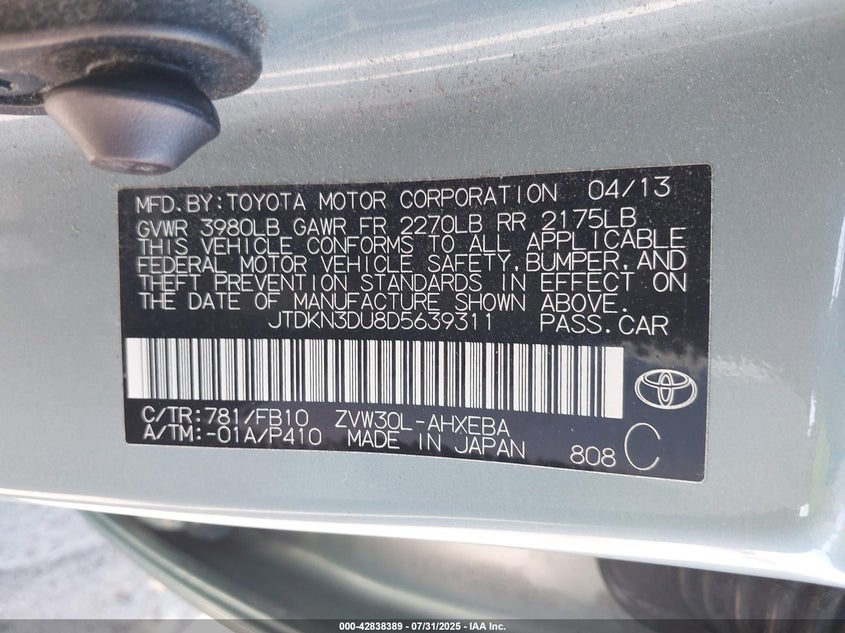 MFD.BY:TOYOTA MOTOR CORPORATION 04/13
GVWR 3980LB GAWR FR 2270LB RR 2175LB
THIS VEHICLE CONFORMS TO ALL APPLICABLE
FEDERAL MOTOR VEHICLE SAFETY,BUMPER,AND
THEFT PREVENTION STANDARDS IN EFFECT ON
THE DATE OF MANUFACTURE SHOWN ABOVE.
JTDKN3DU8D5639311 PASS.CAR
C/TR:781/FB10 ZVW30L-AHXEBA
A/TM:-01A/P410 MADE IN JAPAN 808 C
000-42838389 - 07/31/2025 - IAA Inc.